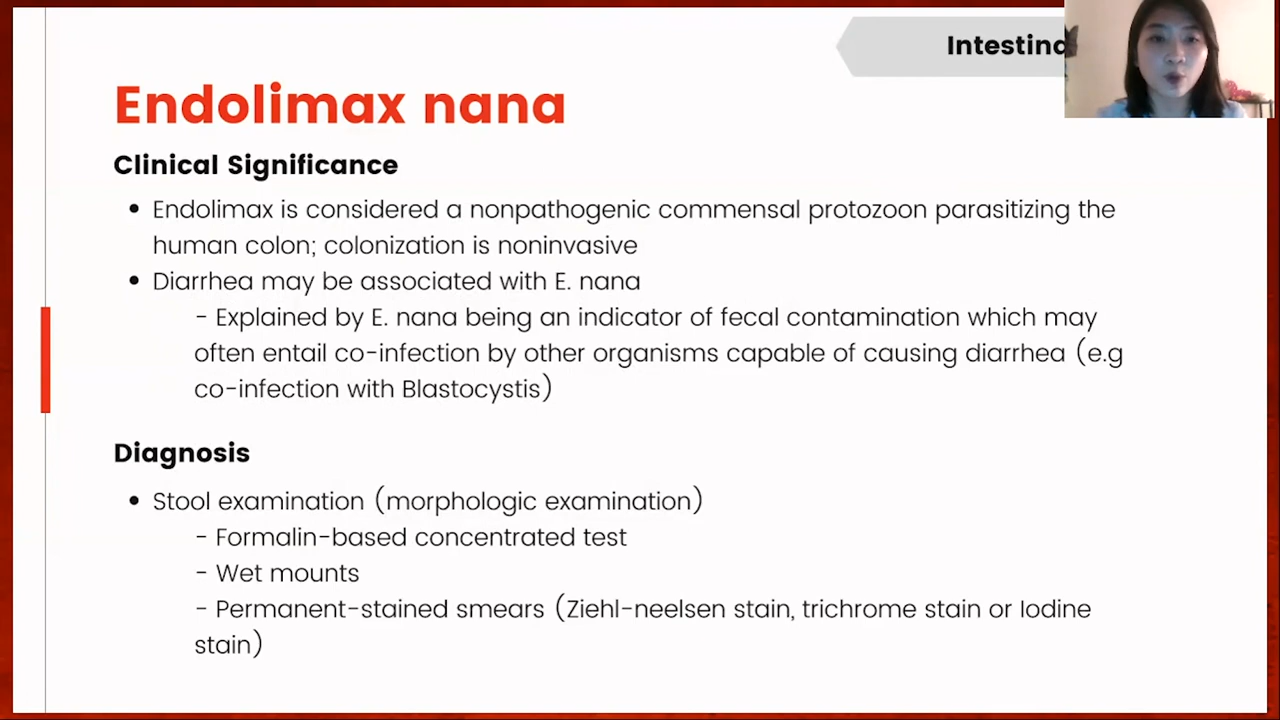 Endolimax nana
Clinical Significance
• Endolimax is considered a nonpathogenic commensal protozoon parasitizing the
human colon; colonization is noninvasive
• Diarrhea may be associated with E. nana
- Explained by E. nana being an indicator of fecal contamination which may
often entail co-infection by other organisms capable of causing diarrhea (e.g
co-infection with Blastocystis)
Diagnosis
• Stool examination (morphologic examination)
- Formalin-based concentrated test
- Wet mounts
- Permanent-stained smears (Ziehl-neelsen stain, trichrome stain or Iodine
stain)